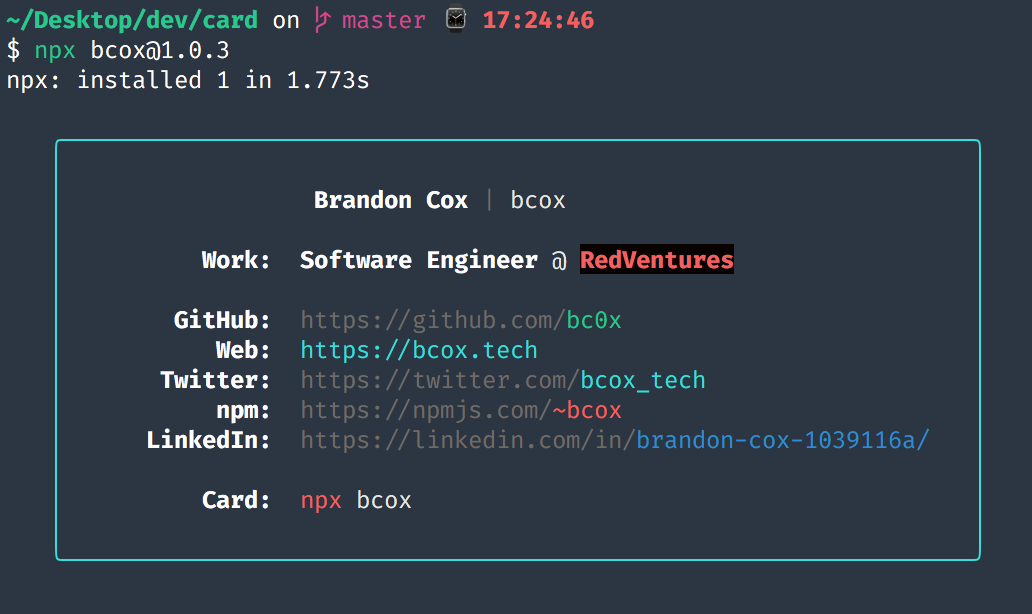 ~/Desktop/dev/card on master 17:24:46
$ npx bcox@1.0.3
npx: installed 1 in 1.773s
Brandon Cox | bcox
Work: Software Engineer @ RedVentures
GitHub: https://github.com/bc0x
Web: https://bcox.tech
Twitter: https://twitter.com/bcox_tech
npm: https://npmjs.com/~bcox
LinkedIn: https://linkedin.com/in/brandon-cox-1039116a/
Card: npx bcox